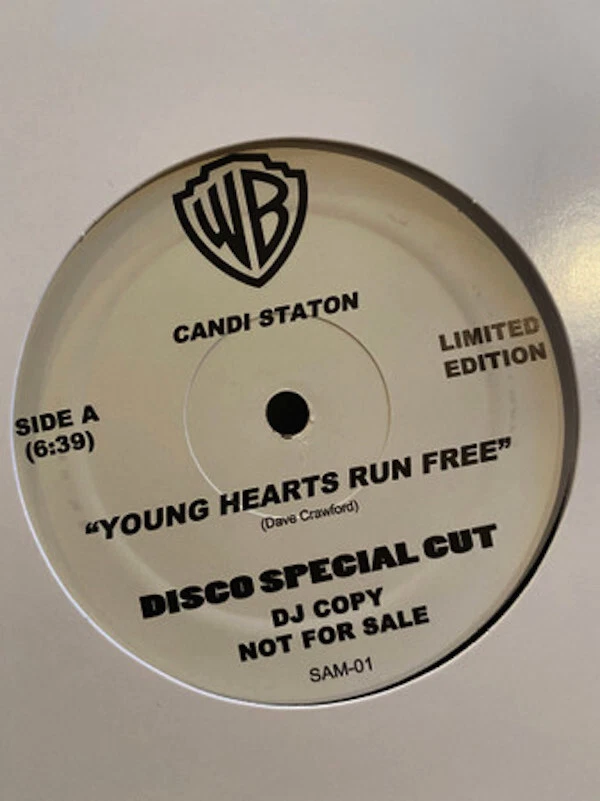 WB
CANDI STATON
LIMITED
EDITION
SIDE A
(6:39)
“YOUNG HEARTS RUN FREE”
(Dave Crawford)
DISCO SPECIAL CUT
DJ COPY
NOT FOR SALE
SAM-01